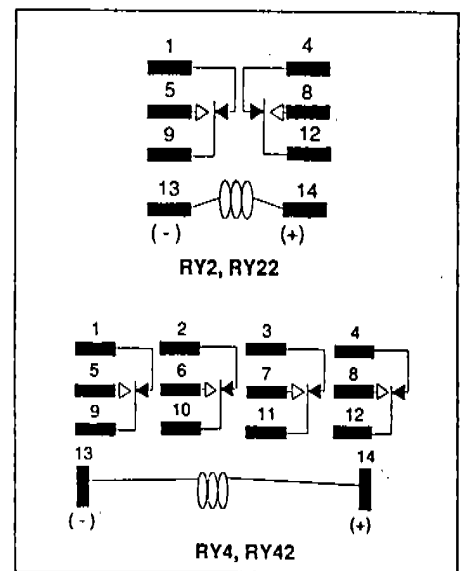 1 4
5 8
9 12
13 14
(-) (+)
RY2, RY22
1 2 3 4
5 6 7 8
9 10 11 12
13 14
(-) (+)
RY4, RY42